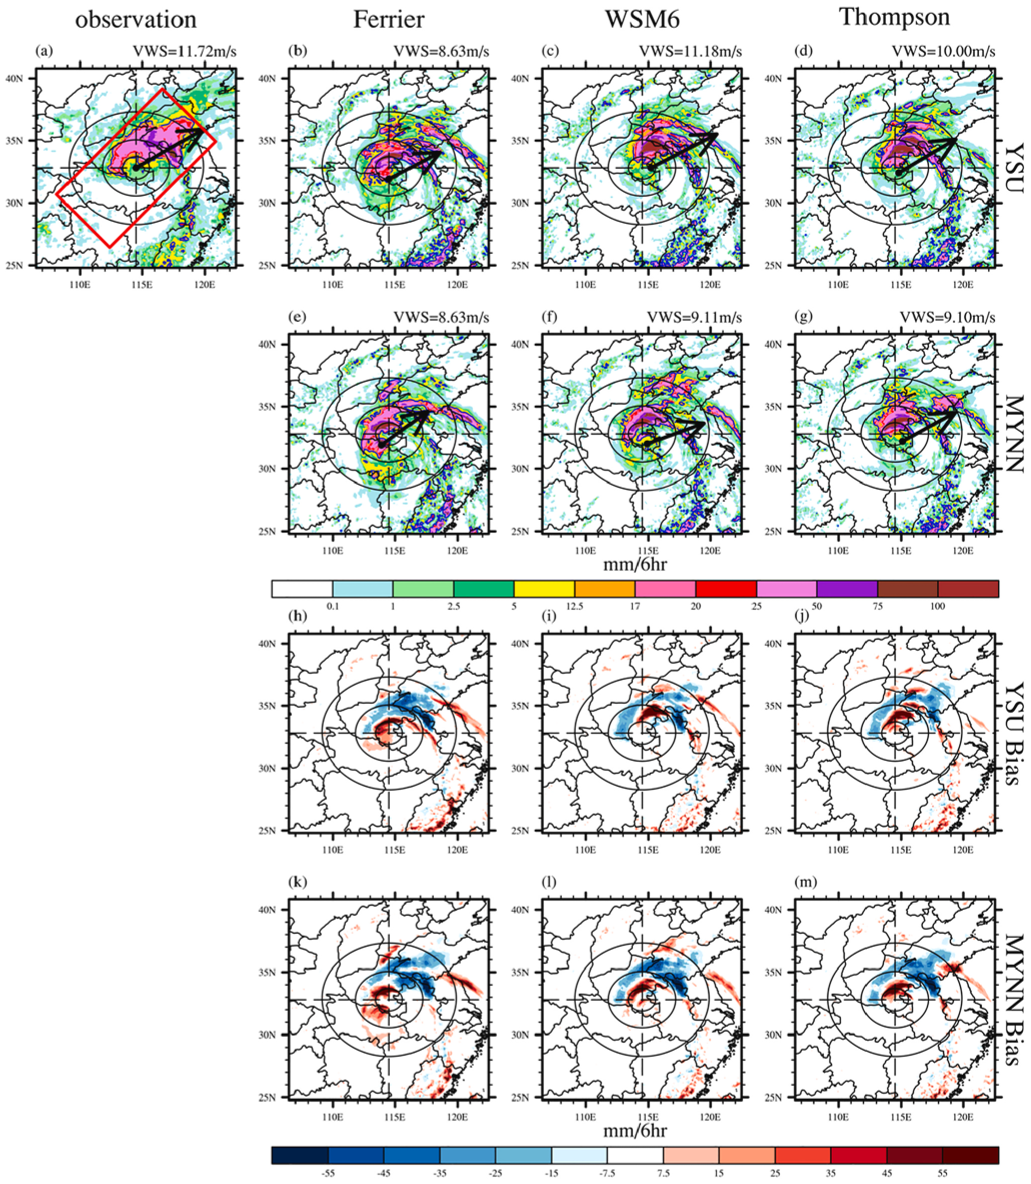 observation Ferrier WSM6 Thompson
(a) VWS=11.72m/s (b) VWS=8.63m/s (c) VWS=11.18m/s (d) VWS=10.00m/s
40N 40N 40N 40N
35N 35N 35N 35N
YSU
30N 30N 30N 30N
25N 25N 25N 25N
110E 115E 120E 110E 115E 120E 110E 115E 120E 110E 115E 120E
(e) VWS=8.63m/s (f) VWS=9.11m/s (g) VWS=9.10m/s
40N 40N 40N
35N 35N 35N
MYNN
30N 30N 30N
25N 25N 25N
110E 115E 120E 110E 115E 120E 110E 115E 120E
mm/6hr
0.1 1 2.5 5 12.5 17 20 25 50 75 100
(h) (i) (j)
40N 40N 40N
35N 35N 35N
YSU Bias
30N 30N 30N
25N 25N 25N
110E 115E 120E 110E 115E 120E 110E 115E 120E
(k) (l) (m)
40N 40N 40N
35N 35N 35N
MYNN Bias
30N 30N 30N
25N 25N 25N
110E 115E 120E 110E 115E 120E 110E 115E 120E
mm/6hr
-55 -45 -35 -25 -15 -7.5 7.5 15 25 35 45 55